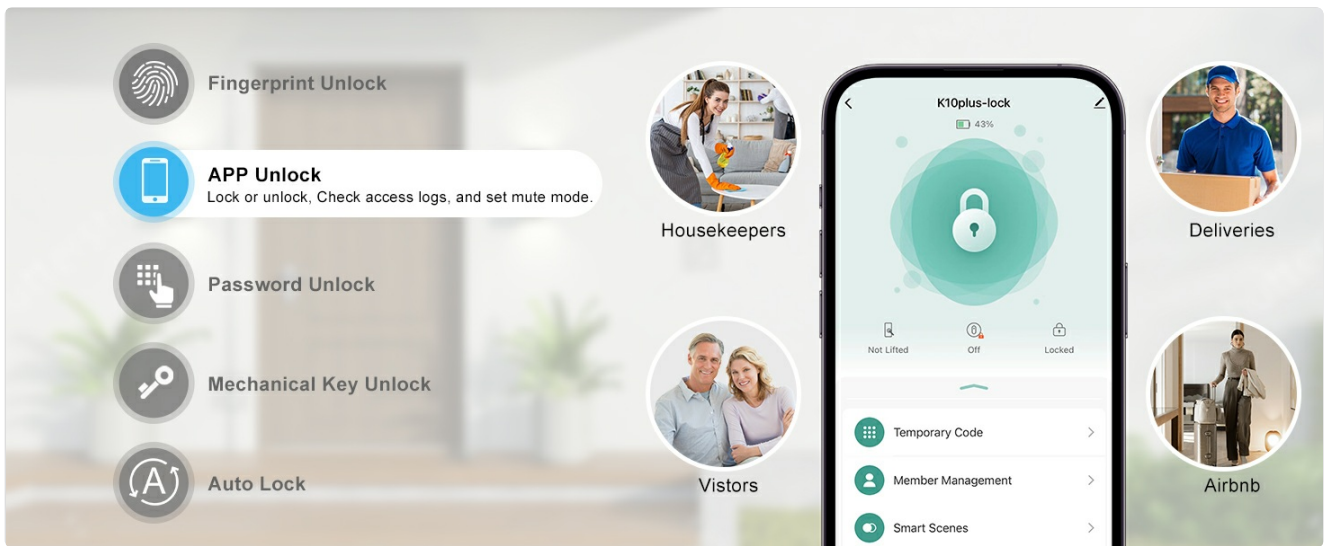 Fingerprint Unlock
APP Unlock
Lock or unlock, Check access logs, and set mute mode.
Password Unlock
Mechanical Key Unlock
A
Auto Lock
Housekeepers
Vistors
K10plus-lock
43%
Not Lifted
Off
Locked
Temporary Code
Member Management
Smart Scenes
Deliveries
Airbnb